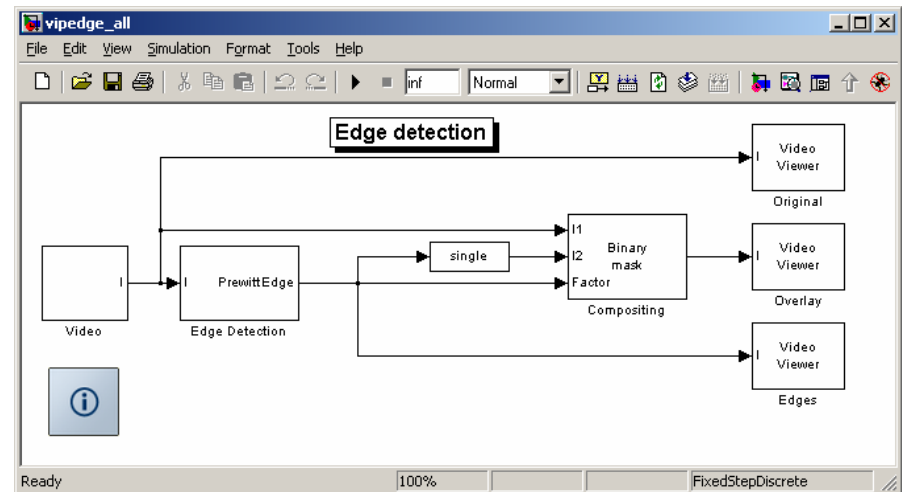 vipedge_all
File Edit View Simulation Format Tools Help
inf Normal
Edge detection
I Video Viewer
Original
I1
I2
Factor
Binary mask
Compositing
single
I Video Viewer
Overlay
I
Video
I PrewittEdge
Edge Detection
I Video Viewer
Edges
Ready 100% FixedStepDiscrete